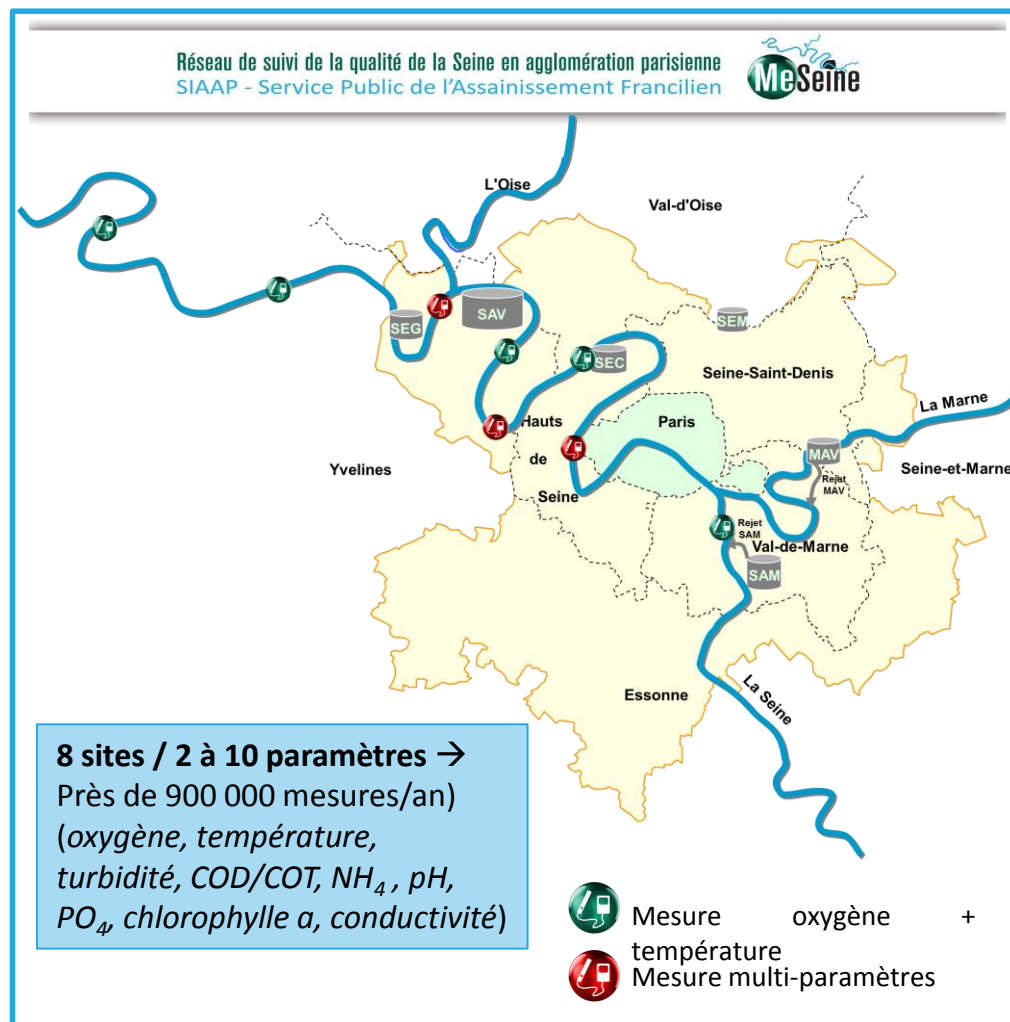 Réseau de suivi de la qualité de la Seine en agglomération parisienne
SIAAP - Service Public de l'Assainissement Francilien
MeSeine
L'Oise
Val-d'Oise
SEG
SAV
SEM
SEC
Seine-Saint-Denis
La Marne
Hauts
de
Seine
Paris
MAV
Yvelines
Seine-et-Marne
Rejet
MAV
Rejet
SAM
Val-de-Marne
SAM
Essonne
La Seine
8 sites / 2 à 10 paramètres →
Près de 900 000 mesures/an)
(oxygène, température,
turbidité, COD/COT, NH₄ , pH,
PO₄, chlorophylle a, conductivité)
Mesure oxygène +
température
Mesure multi-paramètres